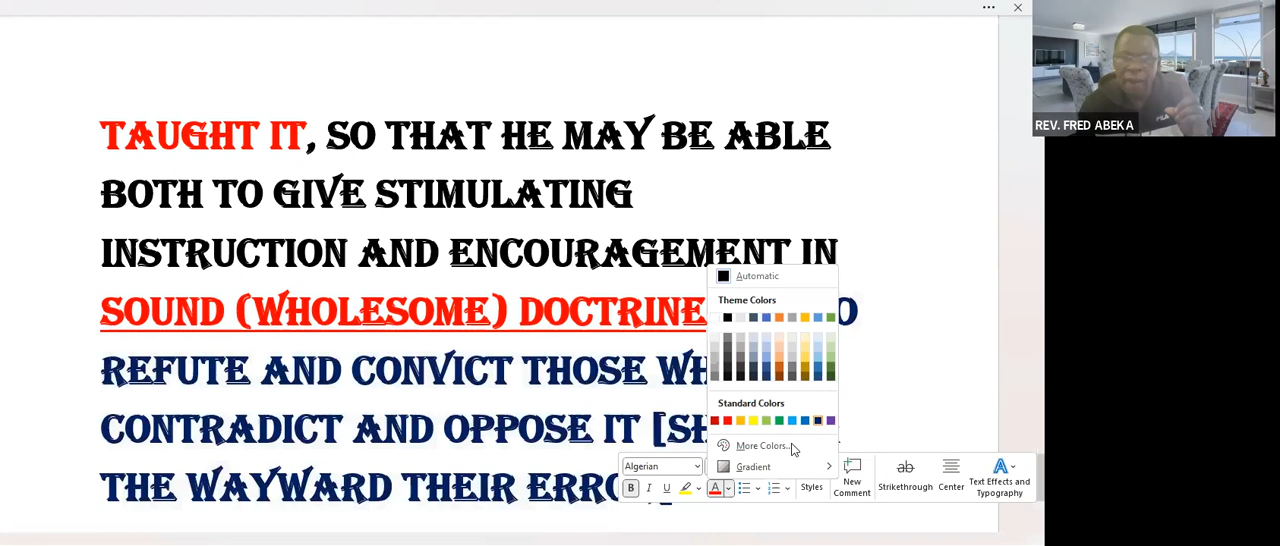 REV. FRED ABEKA
TAUGHT IT, SO THAT HE MAY BE ABLE
BOTH TO GIVE STIMULATING
INSTRUCTION AND ENCOURAGEMENT IN
SOUND (WHOLESOME) DOCTRINE
REFUTE AND CONVICT THOSE
CONTRADICT AND OPPOSE IT
THE WAYWARD THEIR
Automatic
Theme Colors
Standard Colors
More Colors...
Gradient
Algerian
B I U A A
Styles
New
Comment
ab
Strikethrough
Center
A
Text Effects and
Typography